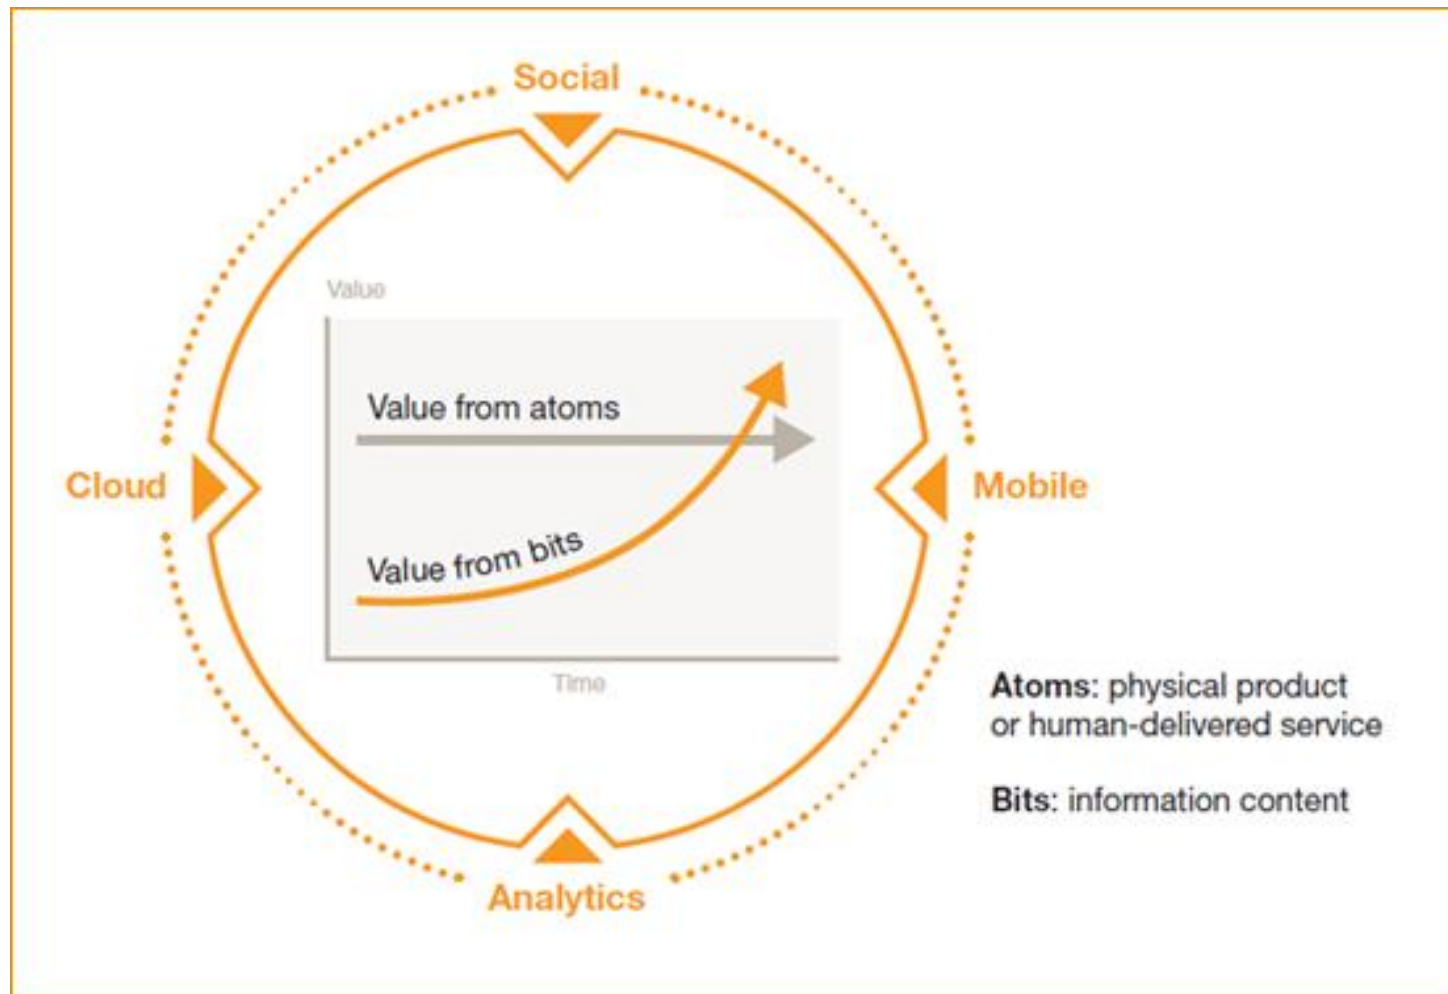 Social
Value
Value from atoms
Cloud
Mobile
Value from bits
Time
Atoms: physical product
or human-delivered service
Bits: information content
Analytics